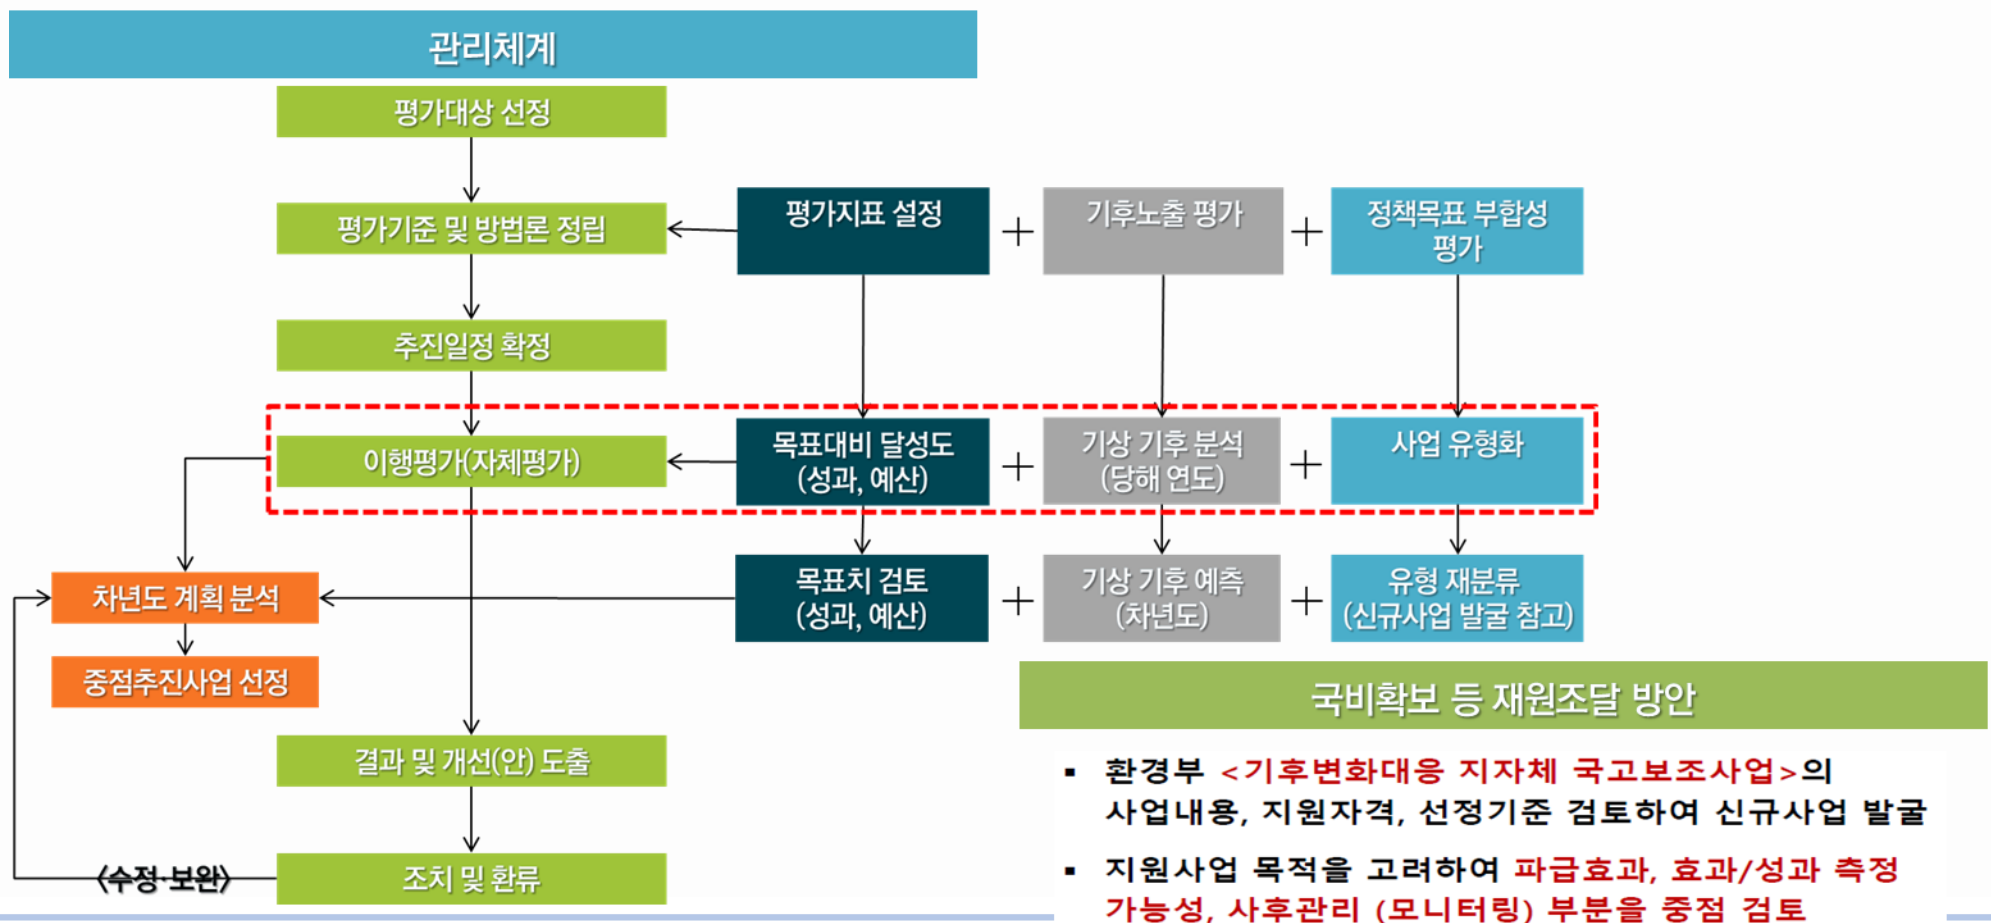 관리체계
평가대상 선정
평가기준 및 방법론 정립
평가지표 설정
+
기후노출 평가
+
정책목표 부합성
평가
추진일정 확정
이행평가(자체평가)
목표대비 달성도
(성과, 예산)
+
기상 기후 분석
(당해 연도)
+
사업 유형화
차년도 계획 분석
목표치 검토
(성과, 예산)
+
기상 기후 예측
(차년도)
+
유형 재분류
(신규사업 발굴 참고)
중점추진사업 선정
결과 및 개선(안) 도출
조치 및 환류
<수정·보완>
국비확보 등 재원조달 방안
▪ 환경부 <기후변화대응 지자체 국고보조사업>의
사업내용, 지원자격, 선정기준 검토하여 신규사업 발굴
▪ 지원사업 목적을 고려하여 파급효과, 효과/성과 측정
가능성, 사후관리 (모니터링) 부분을 중점 검토